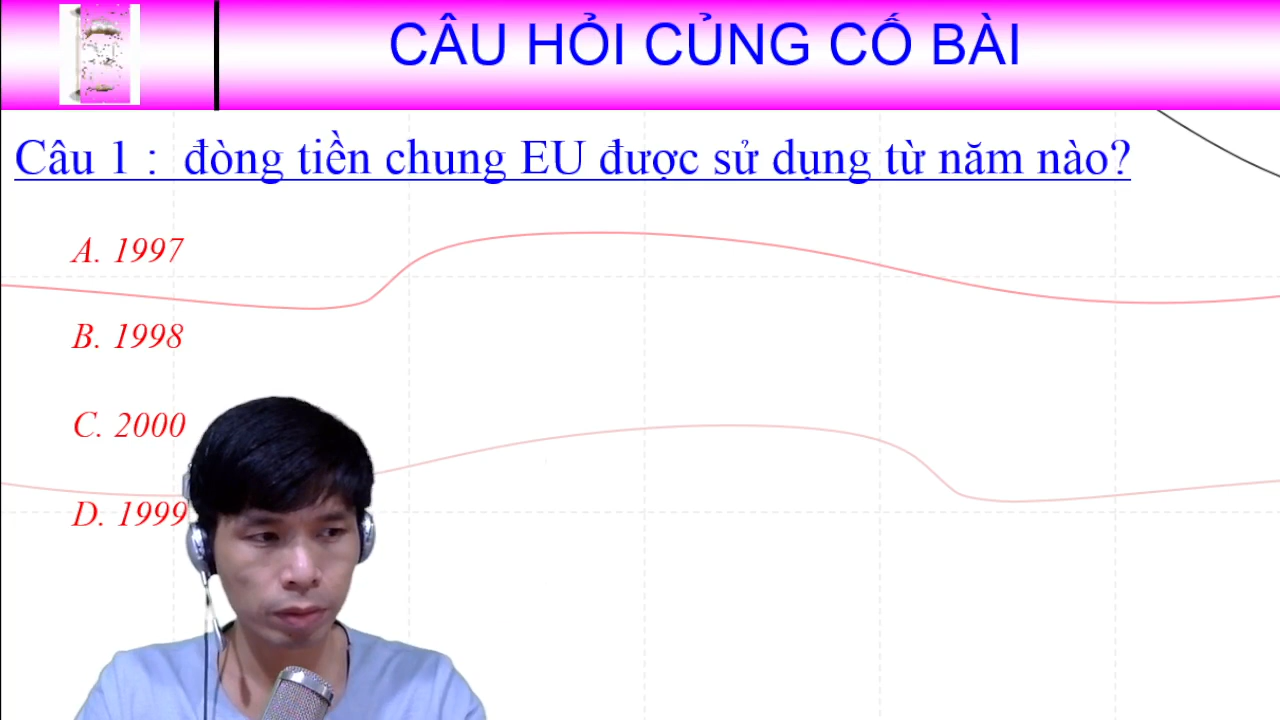 CÂU HỎI CỦNG CỐ BÀI
Câu 1 : đòng tiền chung EU được sử dụng từ năm nào?
A. 1997
B. 1998
C. 2000
D. 1999